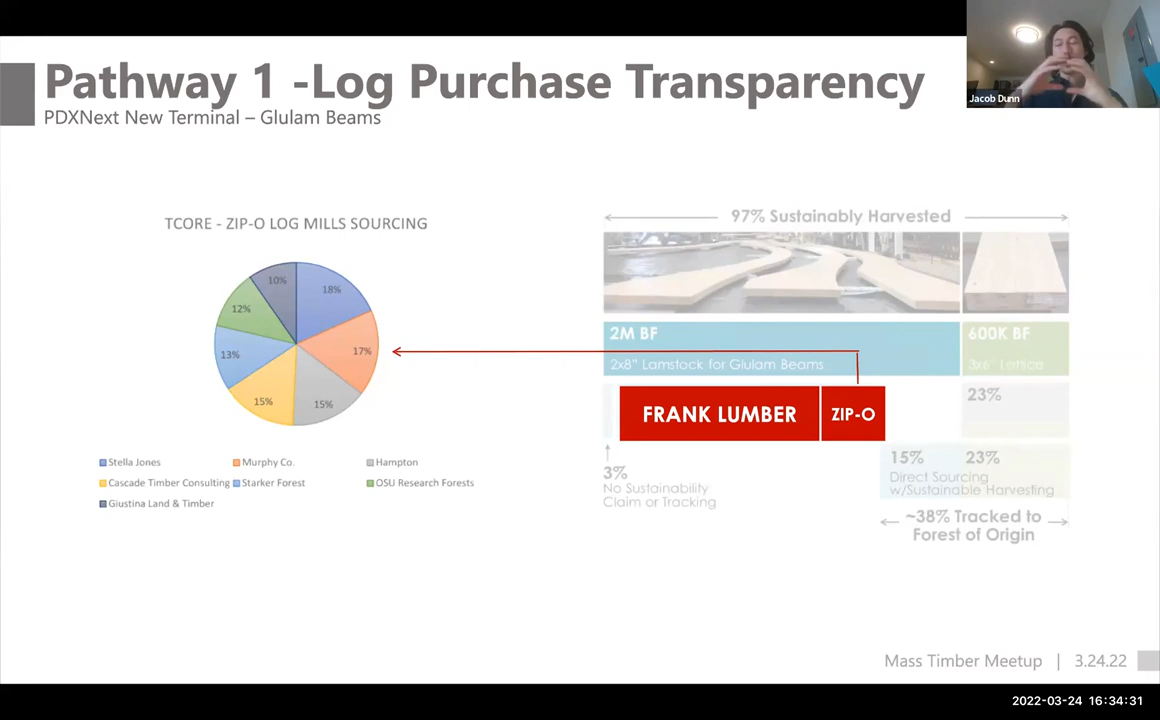 Pathway 1 -Log Purchase Transparency
PDXNext New Terminal – Glulam Beams
Jacob Dunn
TCORE - ZIP-O LOG MILLS SOURCING
10%
18%
12%
17%
13%
15%
15%
Stella Jones
Murphy Co.
Hampton
Cascade Timber Consulting
Starker Forest
OSU Research Forests
Giustina Land & Timber
97% Sustainably Harvested
2M BF
600K BF
2x8" Lamstock for Glulam Beams
3x6" Lattice
FRANK LUMBER
ZIP-O
23%
3%
No Sustainability
Claim or Tracking
15%
23%
Direct Sourcing
w/Sustainable Harvesting
~38% Tracked to
Forest of Origin
Mass Timber Meetup | 3.24.22
2022-03-24 16:34:31